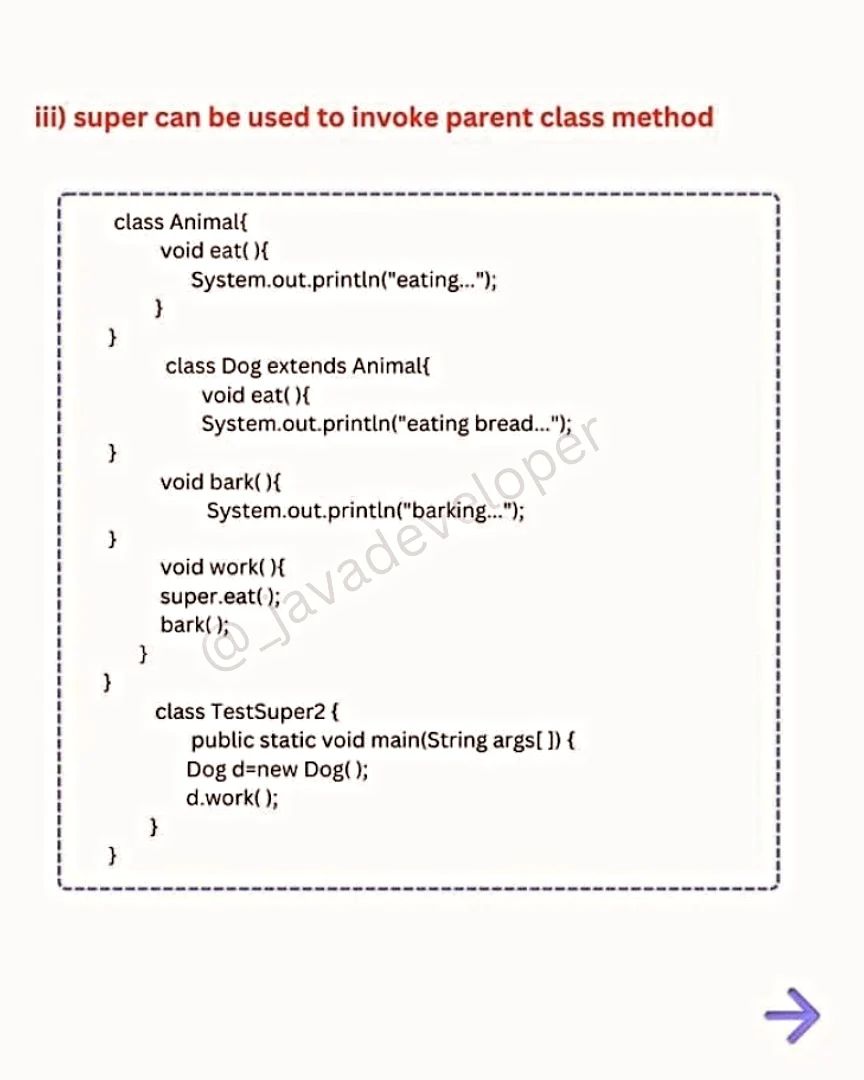 iii) super can be used to invoke parent class method
class Animal{
void eat( ){
System.out.println("eating...");
}
}
class Dog extends Animal{
void eat( ){
System.out.println("eating bread...");
}
void bark( ){
System.out.println("barking...");
}
void work( ){
super.eat( );
bark( );
}
}
class TestSuper2 {
public static void main(String args[ ]) {
Dog d=new Dog( );
d.work( );
}
}
@_javadeveloper